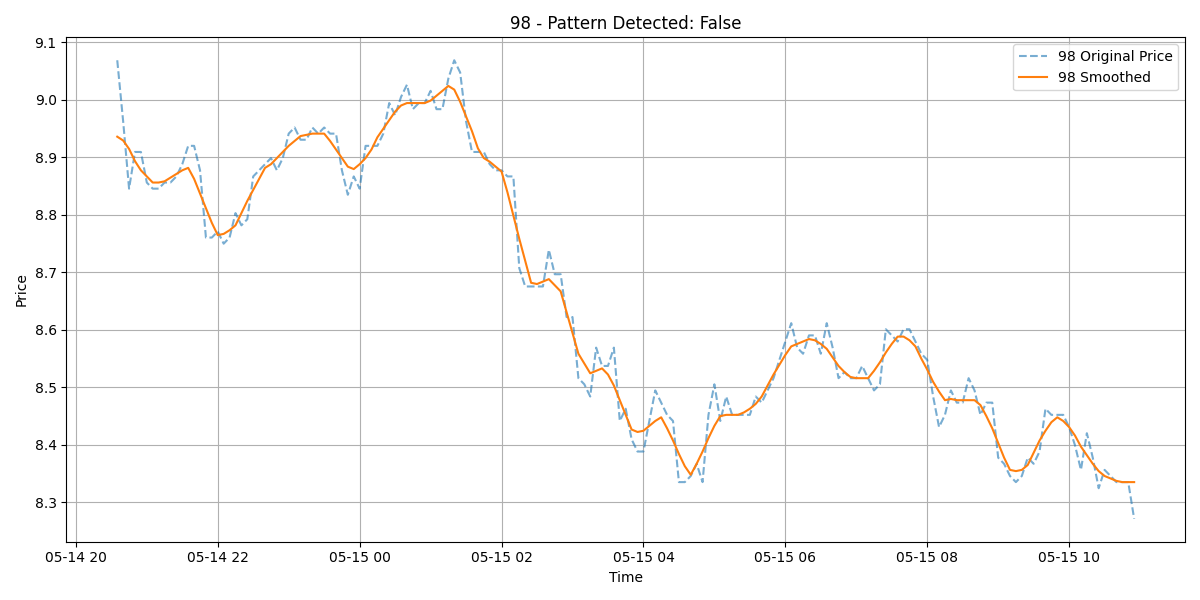 98 - Pattern Detected: False
98 Original Price
98 Smoothed
Price
9.1
9.0
8.9
8.8
8.7
8.6
8.5
8.4
8.3
05-14 20 05-14 22 05-15 00 05-15 02 05-15 04 05-15 06 05-15 08 05-15 10
Time